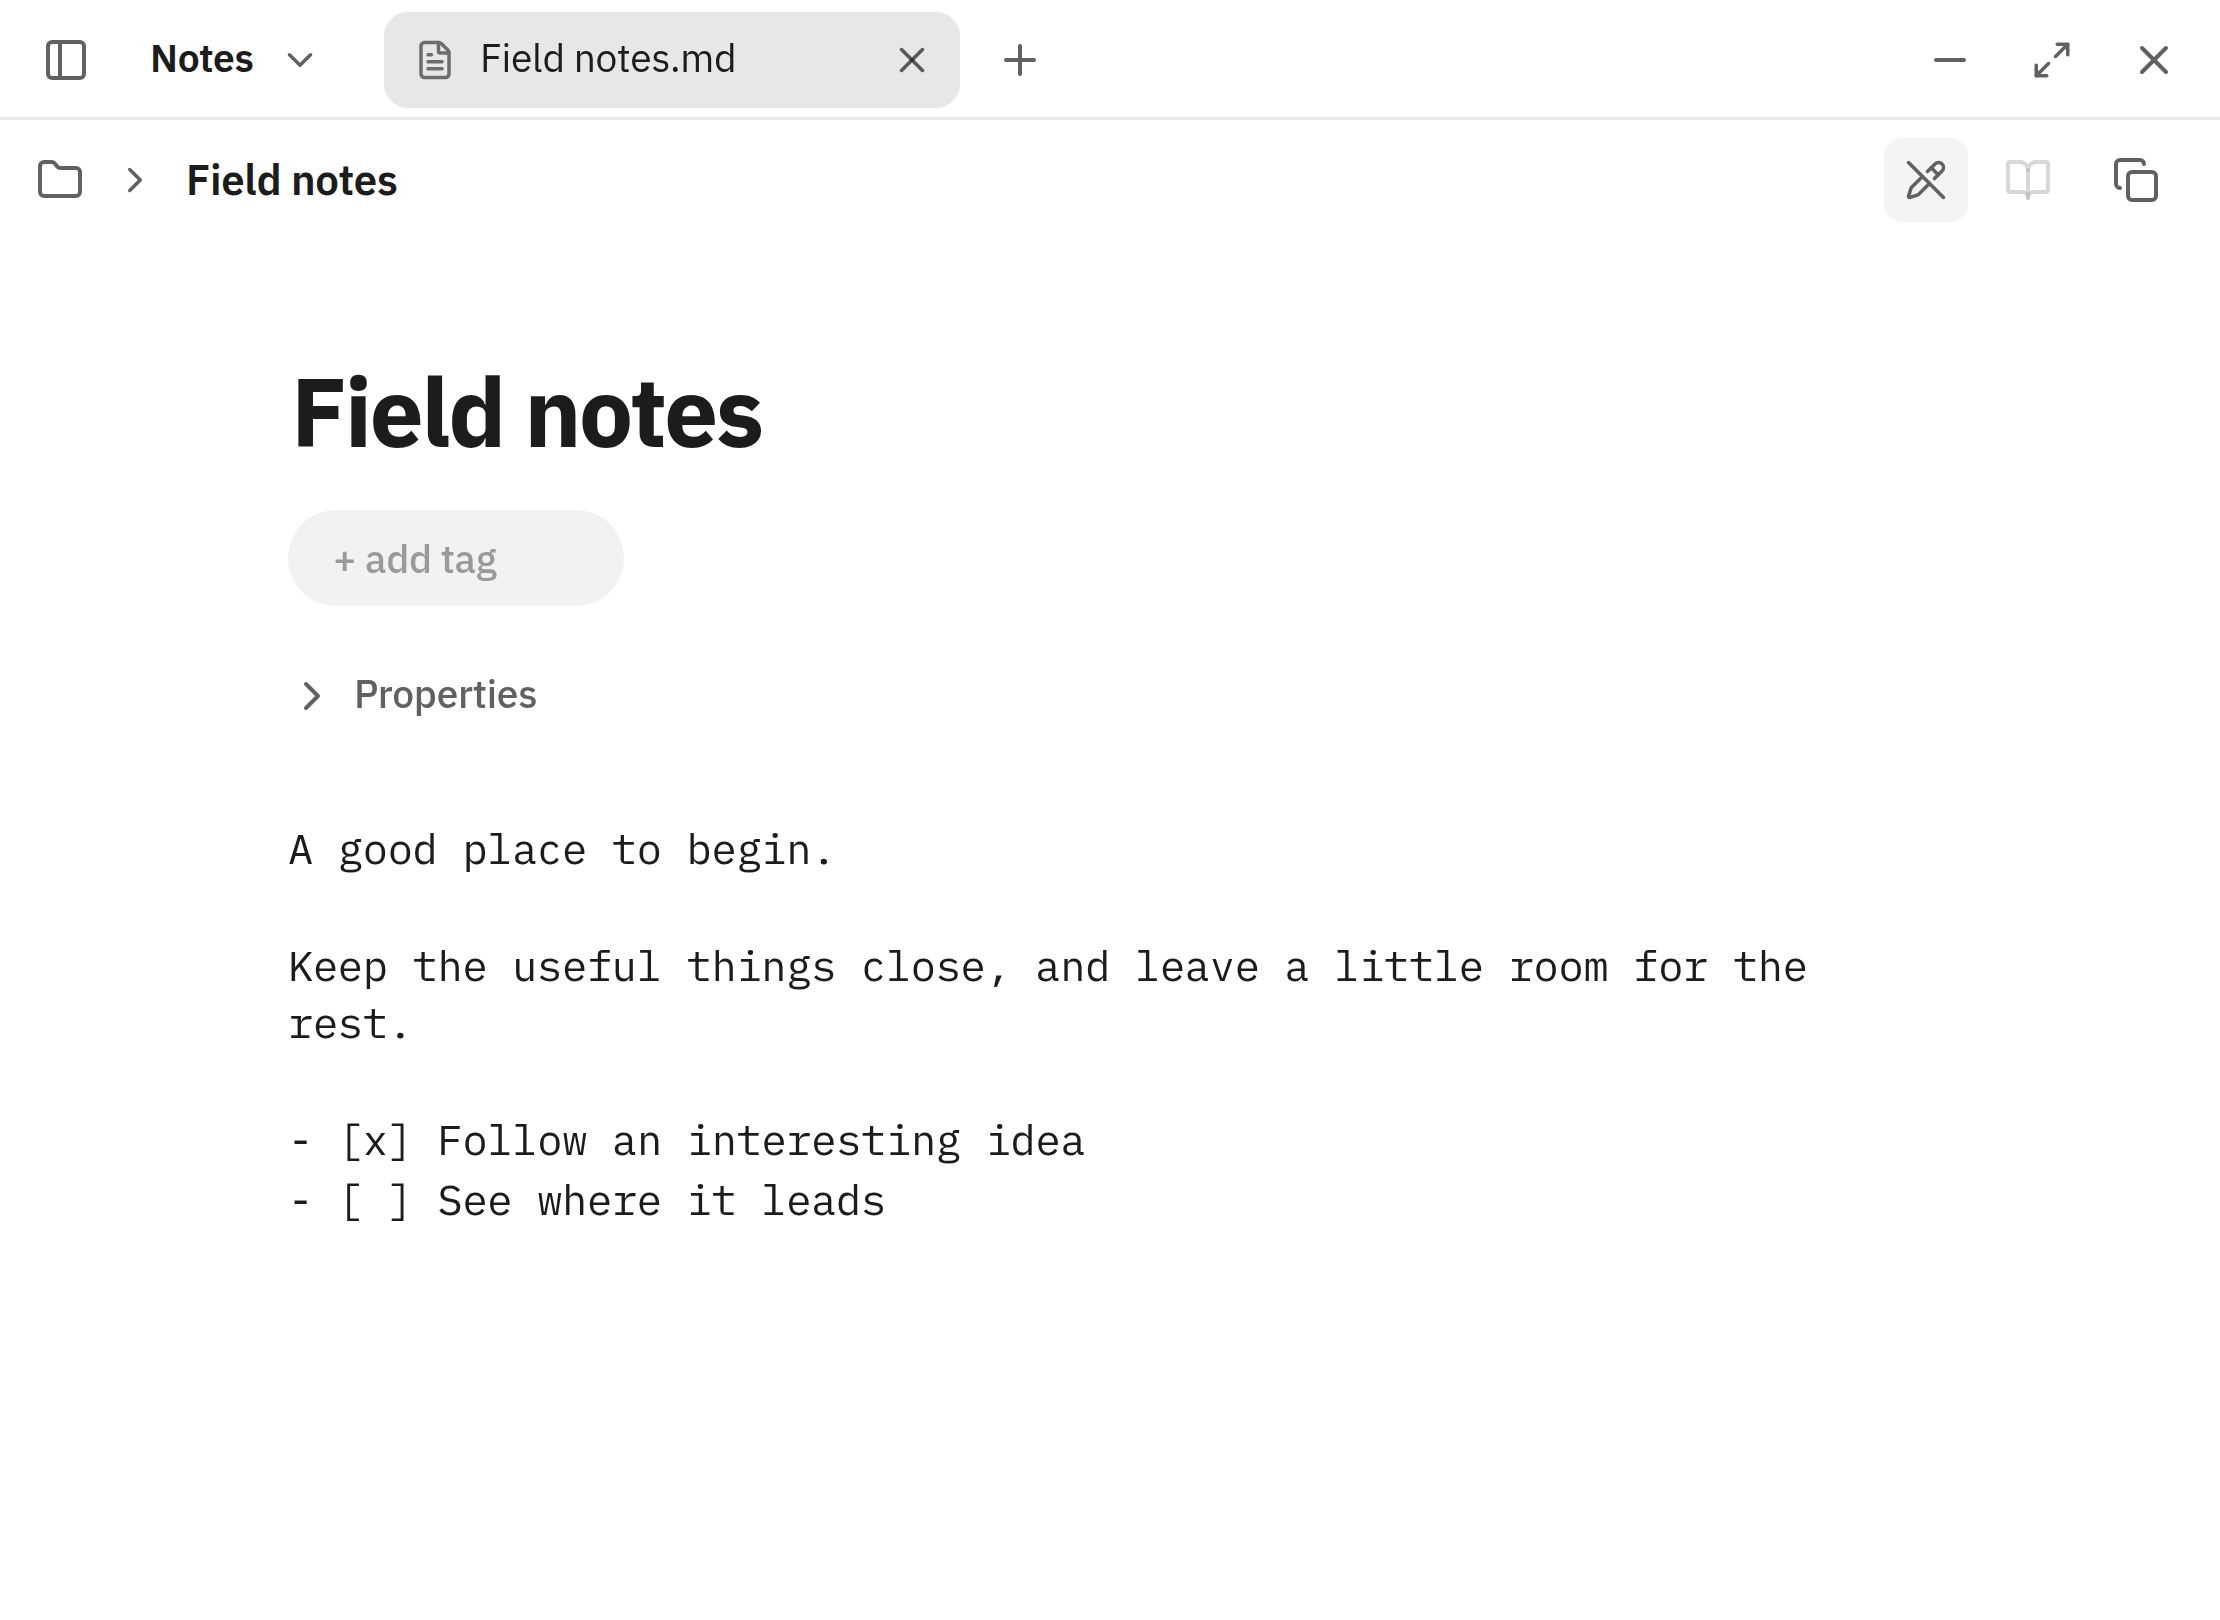 Notes
Field notes.md
Field notes
Field notes
+ add tag
Properties
A good place to begin.
Keep the useful things close, and leave a little room for the
rest.
- [x] Follow an interesting idea
- [ ] See where it leads